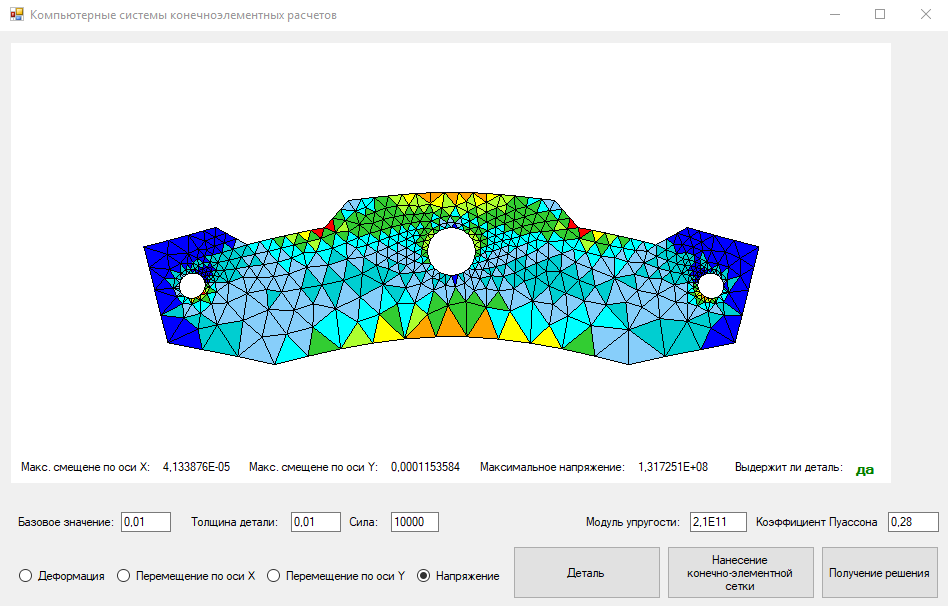 Компьютерные системы конечноэлементных расчетов
Макс. смещене по оси X: 4,133876E-05 Макс. смещене по оси Y: 0,0001153584 Максимальное напряжение: 1,317251E+08 Выдержит ли деталь: да
Базовое значение: 0,01 Толщина детали: 0,01 Сила: 10000 Модуль упругости: 2,1E11 Коэффициент Пуассона 0,28
Деформация Перемещение по оси X Перемещение по оси Y Напряжение
Деталь
Нанесение
конечно-элементной
сетки
Получение решения